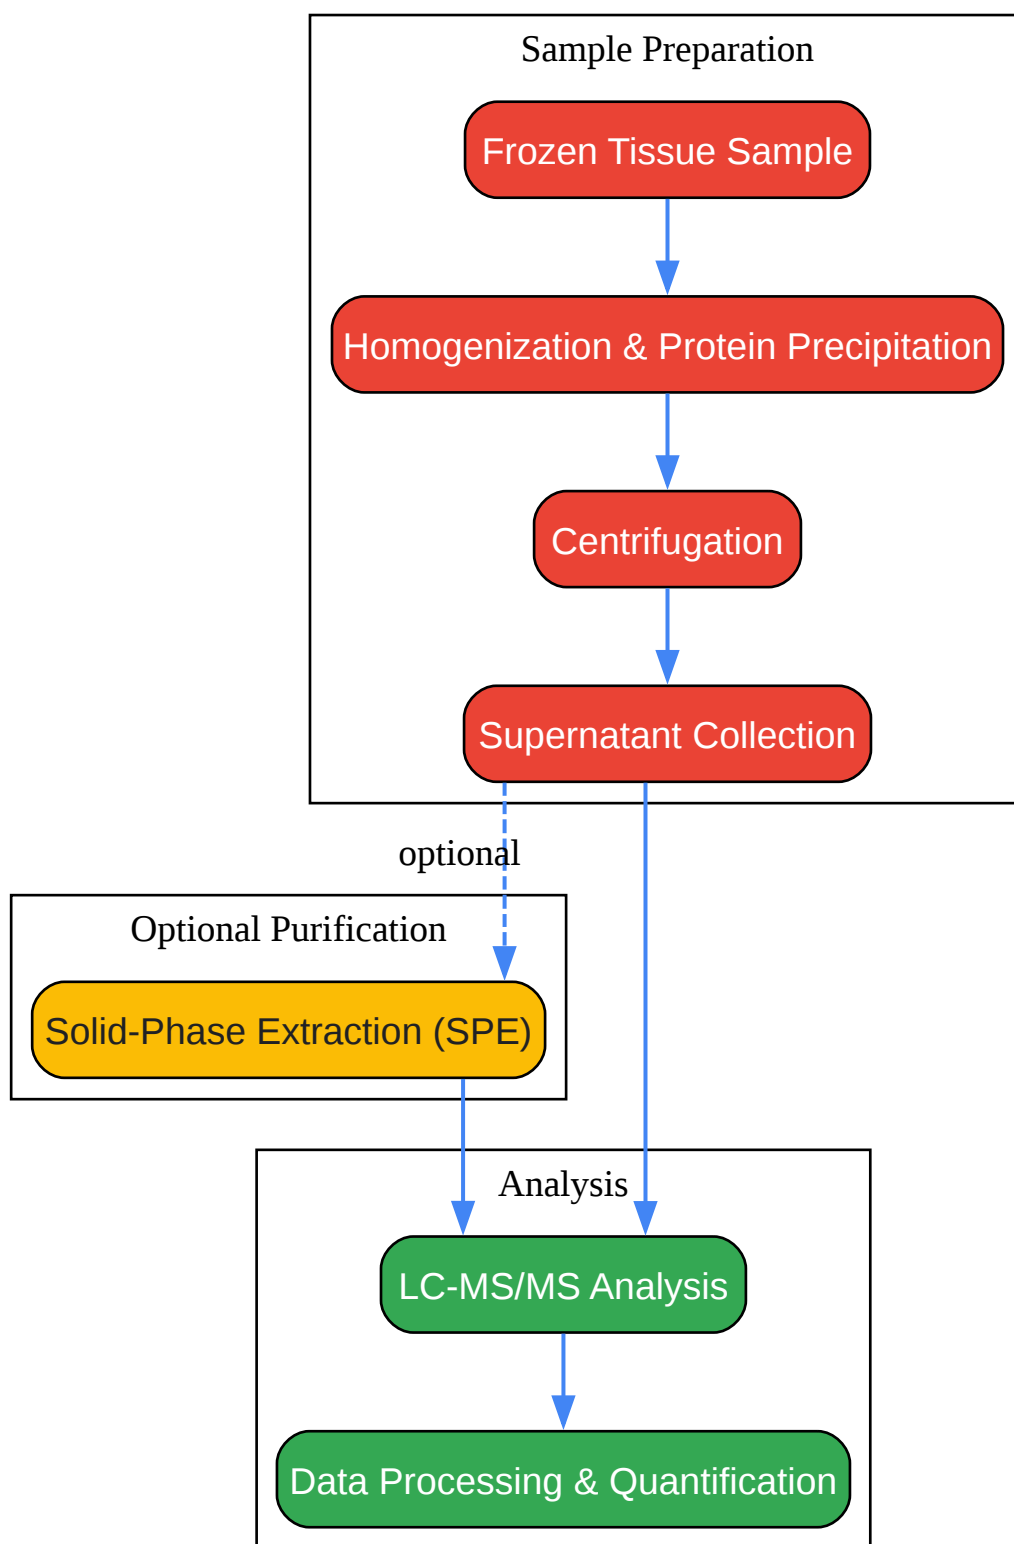 Sample Preparation
Frozen Tissue Sample
Homogenization & Protein Precipitation
Centrifugation
Supernatant Collection
optional
Optional Purification
Solid-Phase Extraction (SPE)
Analysis
LC-MS/MS Analysis
Data Processing & Quantification